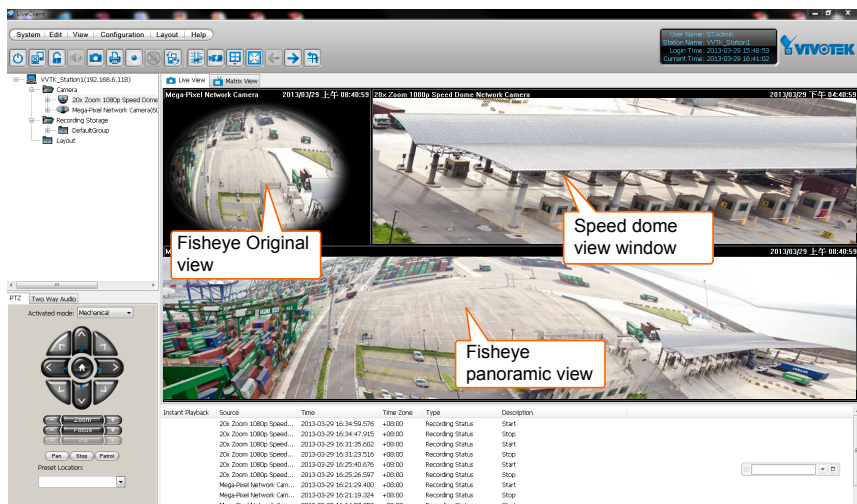 LiveClient
System Edit View Configuration Layout Help
User Name: STAdmin
Station Name: VVTK_Station1
Login Time: 2013-03-29 15:48:53
Current Time: 2013-03-29 16:41:02
VIVOTEK
VVTK_Station1(192.168.6.118)
Camera
20x Zoom 1080p Speed Dome
Mega-Pixel Network Camera(60
Recording Storage
DefaultGroup
Layout
Live View Matrix View
Mega-Pixel Network Camera 2013/03/29 上午 08:40:59
20x Zoom 1080p Speed Dome Network Camera 2013/03/29 下午 04:40:59
Fisheye Original
view
Speed dome
view window
M
2013/03/29 上午 08:40:59
Fisheye
panoramic view
PTZ Two Way Audio
Activated mode: Mechanical
Zoom
Focus
Iris
Pan Stop Patrol
Preset Location:
Instant Playback Source Time Time Zone Type Description
20x Zoom 1080p Speed... 2013-03-29 16:34:59.576 +08:00 Recording Status Start
20x Zoom 1080p Speed... 2013-03-29 16:34:47.915 +08:00 Recording Status Stop
20x Zoom 1080p Speed... 2013-03-29 16:31:35.602 +08:00 Recording Status Start
20x Zoom 1080p Speed... 2013-03-29 16:31:23.516 +08:00 Recording Status Stop
20x Zoom 1080p Speed... 2013-03-29 16:25:40.676 +08:00 Recording Status Start
20x Zoom 1080p Speed... 2013-03-29 16:25:26.597 +08:00 Recording Status Stop
Mega-Pixel Network Cam... 2013-03-29 16:21:29.400 +08:00 Recording Status Start
Mega-Pixel Network Cam... 2013-03-29 16:21:19.324 +08:00 Recording Status Stop